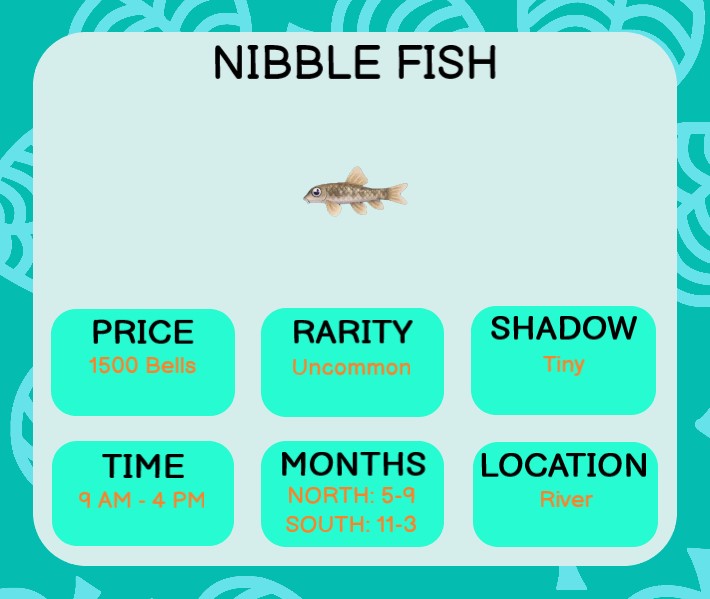 NIBBLE FISH
PRICE
1500 Bells
RARITY
Uncommon
SHADOW
Tiny
TIME
9 AM - 4 PM
MONTHS
NORTH: 5-9
SOUTH: 11-3
LOCATION
River